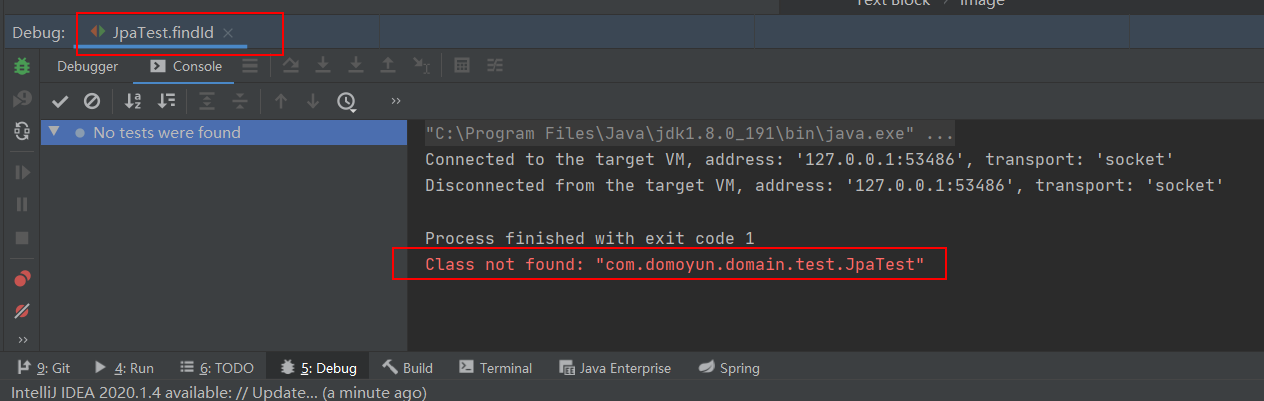 Text Block > Image
Debug: JpaTest.findId ×
Debugger Console
>>
No tests were found
"C:\Program Files\Java\jdk1.8.0_191\bin\java.exe" ...
Connected to the target VM, address: '127.0.0.1:53486', transport: 'socket'
Disconnected from the target VM, address: '127.0.0.1:53486', transport: 'socket'
Process finished with exit code 1
Class not found: "com.domoyun.domain.test.JpaTest"
>>
9: Git 4: Run 6: TODO 5: Debug Build Terminal Java Enterprise Spring
IntelliJ IDEA 2020.1.4 available: // Update... (a minute ago)